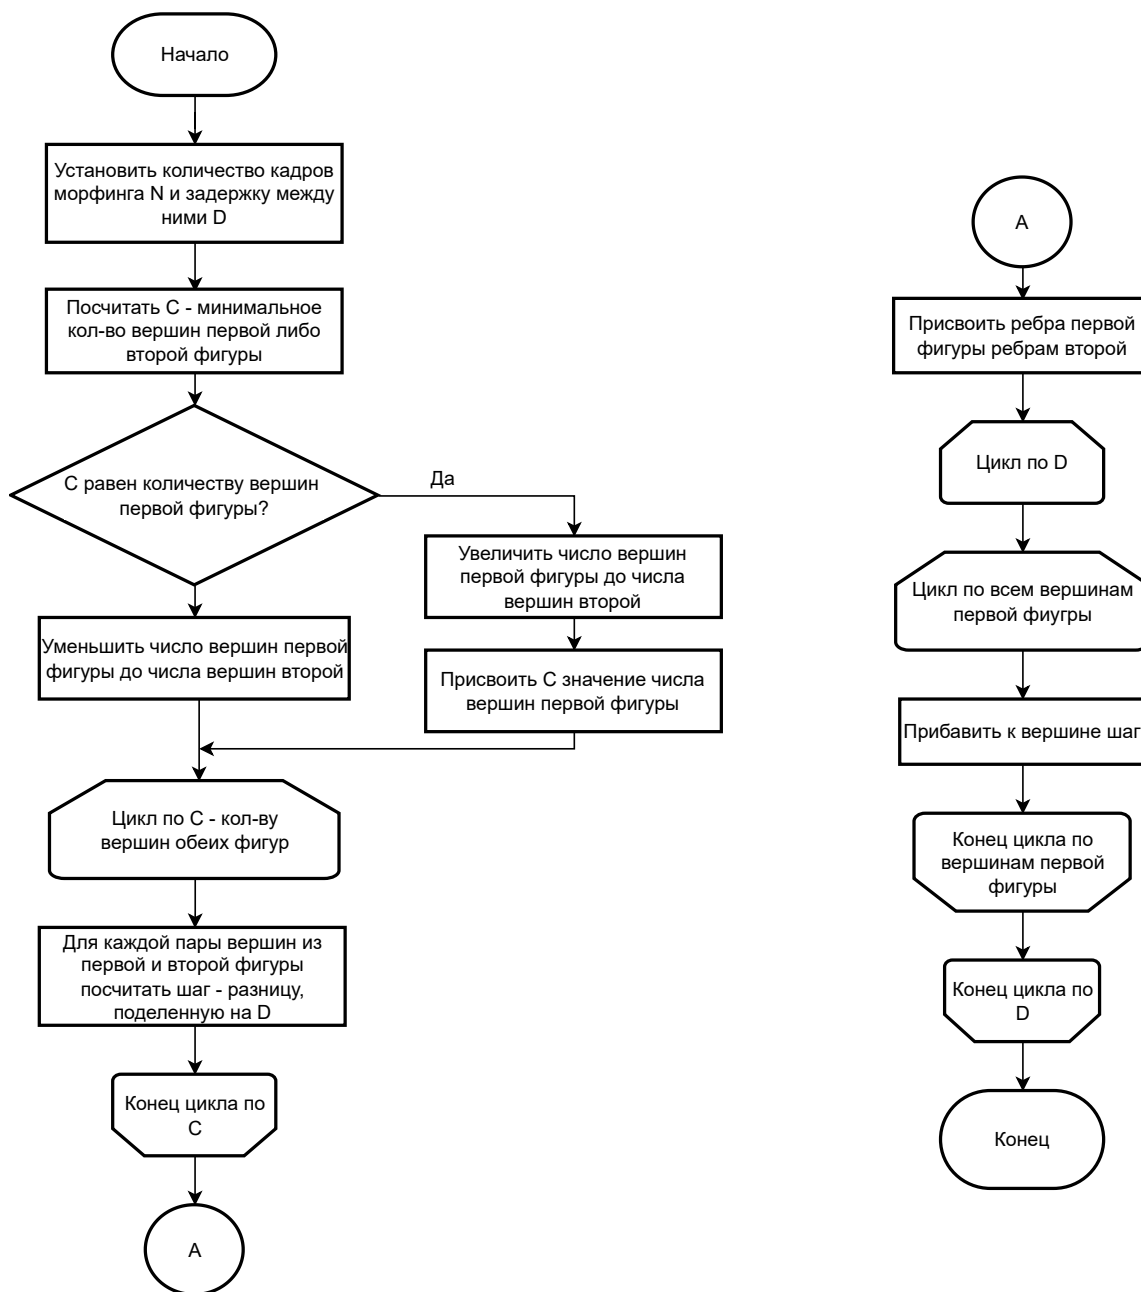 Начало
Установить количество кадров
морфинга N и задержку между
ними D
Посчитать C - минимальное
кол-во вершин первой либо
второй фигуры
C равен количеству вершин
первой фигуры?
Да
Увеличить число вершин
первой фигуры до числа
вершин второй
Присвоить C значение числа
вершин первой фигуры
Уменьшить число вершин первой
фигуры до числа вершин второй
Цикл по C - кол-ву
вершин обеих фигур
Для каждой пары вершин из
первой и второй фигуры
посчитать шаг - разницу,
поделенную на D
Конец цикла по
C
A
A
Присвоить ребра первой
фигуры ребрам второй
Цикл по D
Цикл по всем вершинам
первой фиугры
Прибавить к вершине шаг
Конец цикла по
вершинам первой
фигуры
Конец цикла по
D
Конец